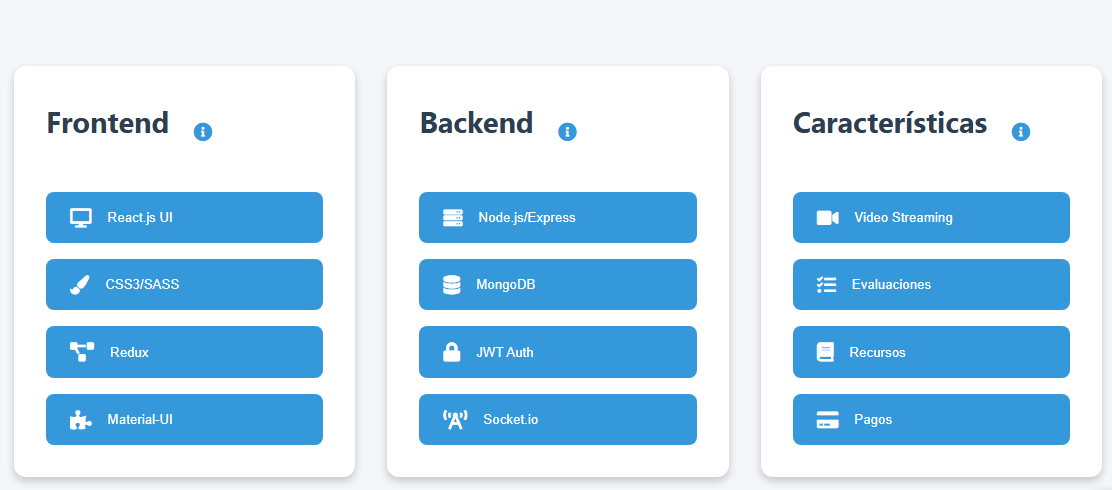 Frontend
React.js UI
CSS3/SASS
Redux
Material-UI
Backend
Node.js/Express
MongoDB
JWT Auth
Socket.io
Características
Video Streaming
Evaluaciones
Recursos
Pagos